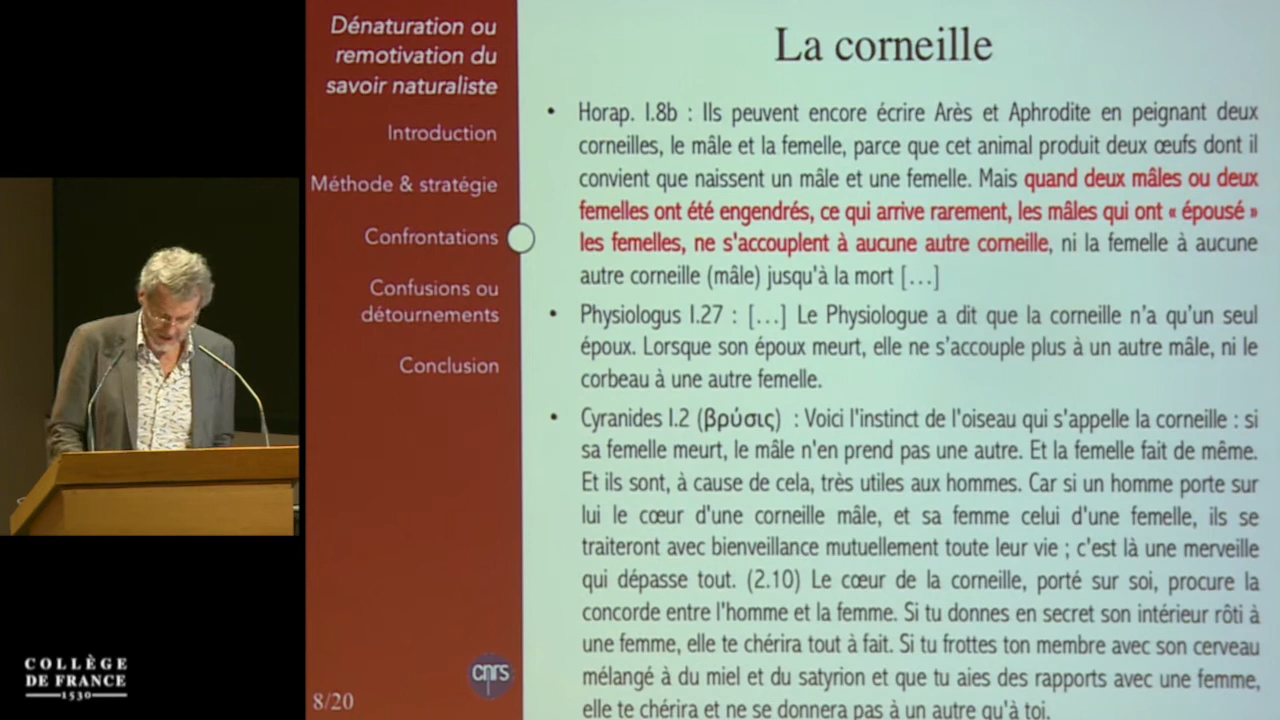 Dénaturation ou
remotivation du
savoir naturaliste
Introduction
Méthode & stratégie
Confrontations
Confusions ou
détournements
Conclusion
cnrs
8/20
COLLÈGE
DE FRANCE
1530
La corneille
• Horap. I.8b : Ils peuvent encore écrire Arès et Aphrodite en peignant deux
corneilles, le mâle et la femelle, parce que cet animal produit deux œufs dont il
convient que naissent un mâle et une femelle. Mais quand deux mâles ou deux
femelles ont été engendrés, ce qui arrive rarement, les mâles qui ont « épousé »
les femelles, ne s'accouplent à aucune autre corneille, ni la femelle à aucune
autre corneille (mâle) jusqu'à la mort […]
• Physiologus I.27 : […] Le Physiologue a dit que la corneille n'a qu'un seul
époux. Lorsque son époux meurt, elle ne s'accouple plus à un autre mâle, ni le
corbeau à une autre femelle.
• Cyranides I.2 (βρύσις) : Voici l'instinct de l'oiseau qui s'appelle la corneille : si
sa femelle meurt, le mâle n'en prend pas une autre. Et la femelle fait de même.
Et ils sont, à cause de cela, très utiles aux hommes. Car si un homme porte sur
lui le cœur d'une corneille mâle, et sa femme celui d'une femelle, ils se
traiteront avec bienveillance mutuellement toute leur vie ; c'est là une merveille
qui dépasse tout. (2.10) Le cœur de la corneille, porté sur soi, procure la
concorde entre l'homme et la femme. Si tu donnes en secret son intérieur rôti à
une femme, elle te chérira tout à fait. Si tu frottes ton membre avec son cerveau
mélangé à du miel et du satyrion et que tu aies des rapports avec une femme,
elle te chérira et ne se donnera pas à un autre qu'à toi.